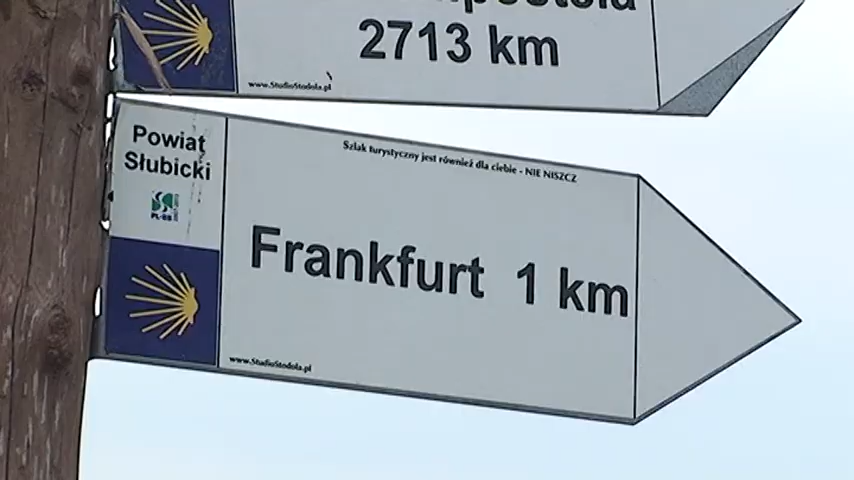 2713 km
www.StudioStodola.pl
Powiat
Słubicki
Szlak turystyczny jest również dla ciebie - NIE NISZCZ
Frankfurt 1 km
www.StudioStodola.pl